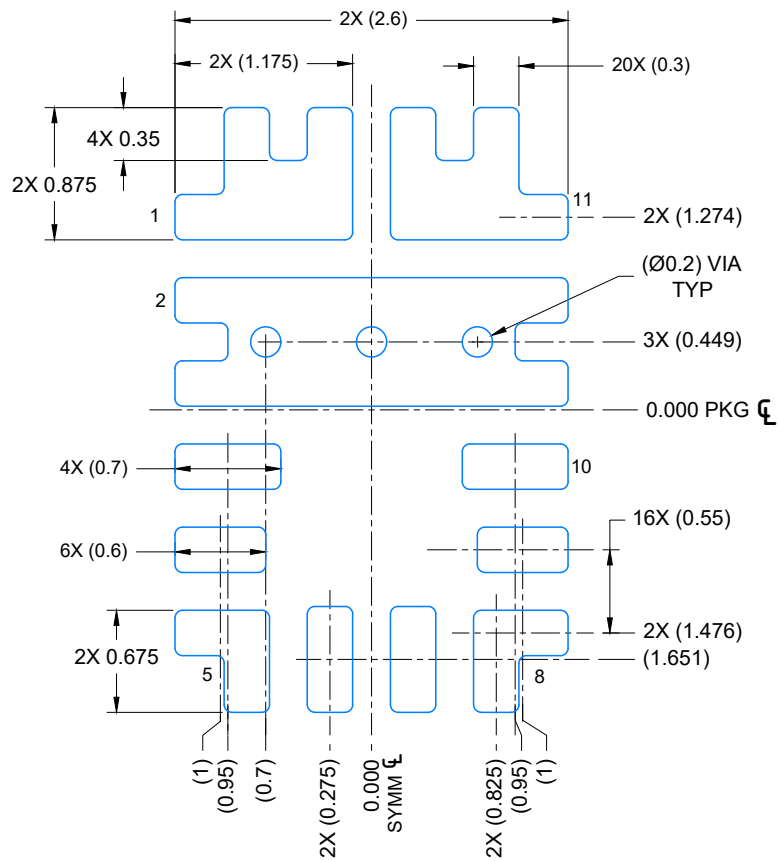 2X (2.6)
2X (1.175)
20X (0.3)
4X 0.35
2X 0.875
1
11
2X (1.274)
(Ø0.2) VIA
TYP
2
3X (0.449)
0.000 PKG ℄
4X (0.7)
10
16X (0.55)
6X (0.6)
2X 0.675
2X (1.476)
(1.651)
5
8
(1)
(0.95)
(0.7)
2X (0.275)
0.000
SYMM ℄
2X (0.825)
(0.95)
(1)